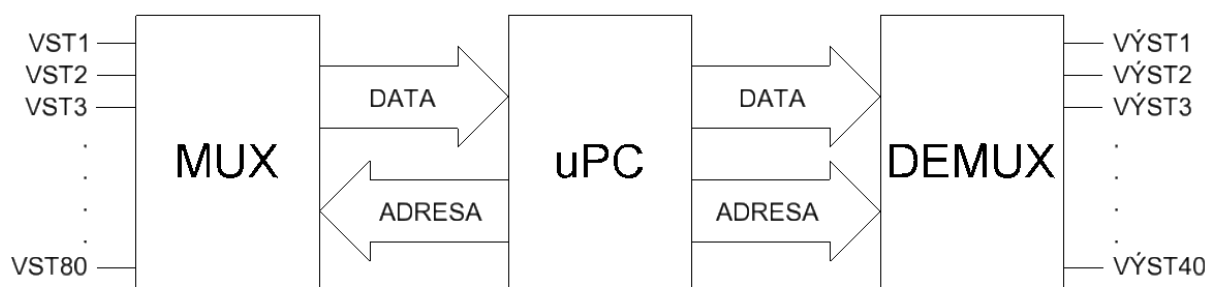 VST1
VST2
VST3
.
.
.
.
VST80
MUX
DATA
ADRESA
uPC
DATA
ADRESA
DEMUX
VÝST1
VÝST2
VÝST3
.
.
.
.
VÝST40